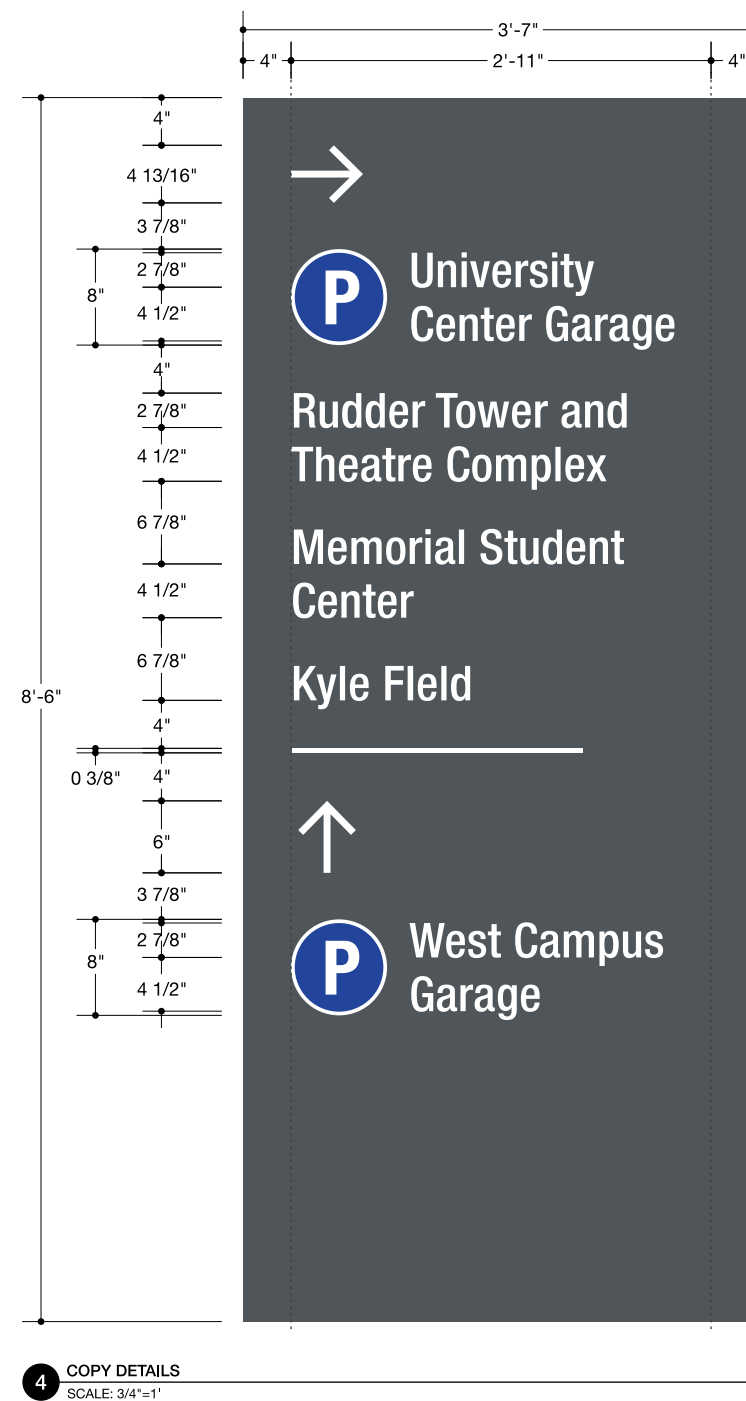 3'-7"
4"
2'-11"
4"
4"
4 13/16"
3 7/8"
2 7/8"
8"
4 1/2"
4"
2 7/8"
4 1/2"
6 7/8"
4 1/2"
6 7/8"
8'-6"
4"
0 3/8"
4"
6"
3 7/8"
2 7/8"
8"
4 1/2"
P
University
Center Garage
Rudder Tower and
Theatre Complex
Memorial Student
Center
Kyle FIeld
P
West Campus
Garage
4
COPY DETAILS
SCALE: 3/4"=1'